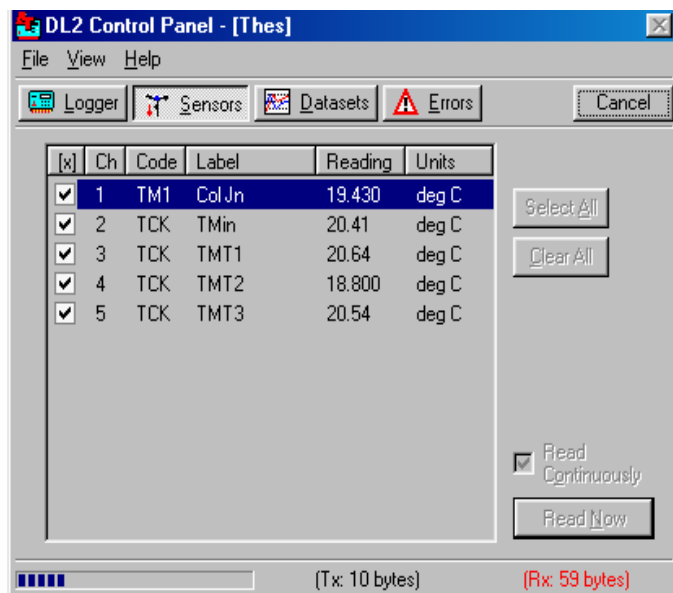 DL2 Control Panel - [Thes]
File View Help
Logger Sensors Datasets Errors Cancel
[x] Ch Code Label Reading Units
1 TM1 ColJn 19.430 deg C
2 TCK TMin 20.41 deg C
3 TCK TMT1 20.64 deg C
4 TCK TMT2 18.800 deg C
5 TCK TMT3 20.54 deg C
Select All
Clear All
Read
Continuously
Read Now
(Tx: 10 bytes) (Rx: 59 bytes)